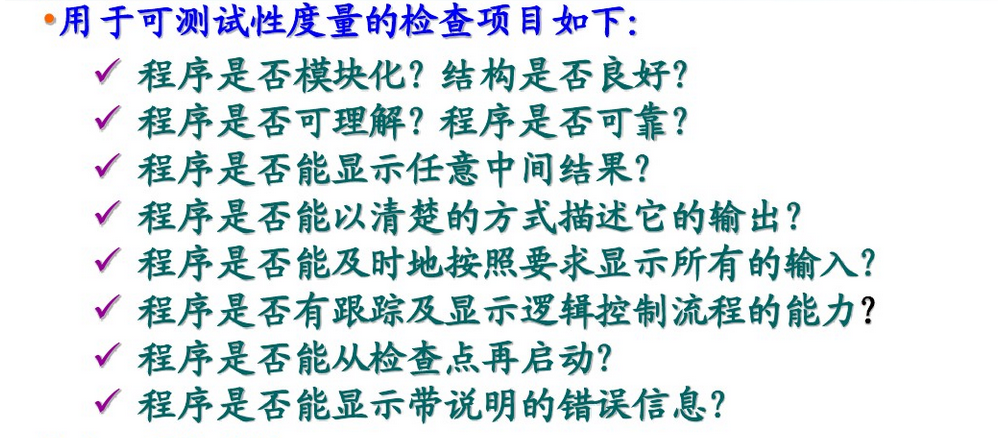 •用于可测试性度量的检查项目如下:
✓ 程序是否模块化? 结构是否良好?
✓ 程序是否可理解? 程序是否可靠?
✓ 程序是否能显示任意中间结果?
✓ 程序是否能以清楚的方式描述它的输出?
✓ 程序是否能及时地按照要求显示所有的输入?
✓ 程序是否有跟踪及显示逻辑控制流程的能力?
✓ 程序是否能从检查点再启动?
✓ 程序是否能显示带说明的错误信息?